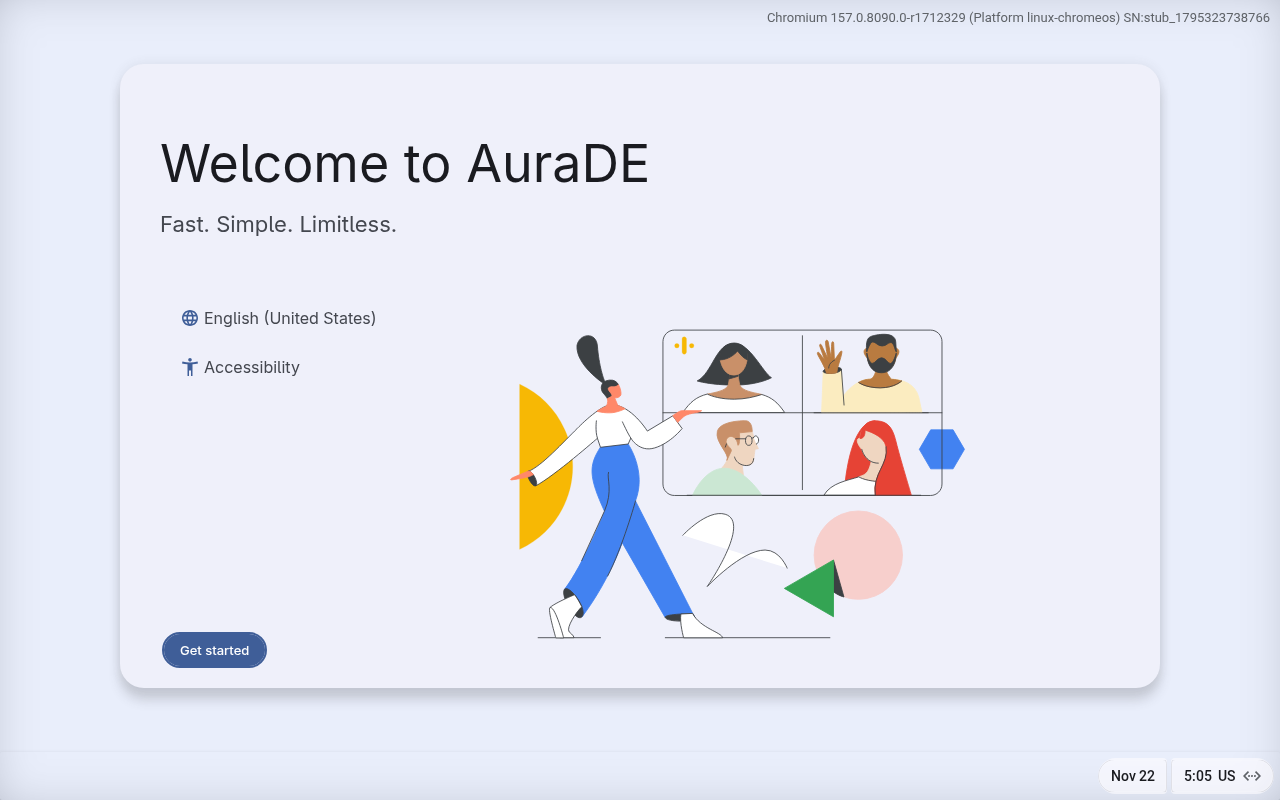 Chromium 157.0.8090.0-r1712329 (Platform linux-chromeos) SN:stub_1795323738766
Welcome to AuraDE
Fast. Simple. Limitless.
English (United States)
Accessibility
Get started
Nov 22
5:05 US